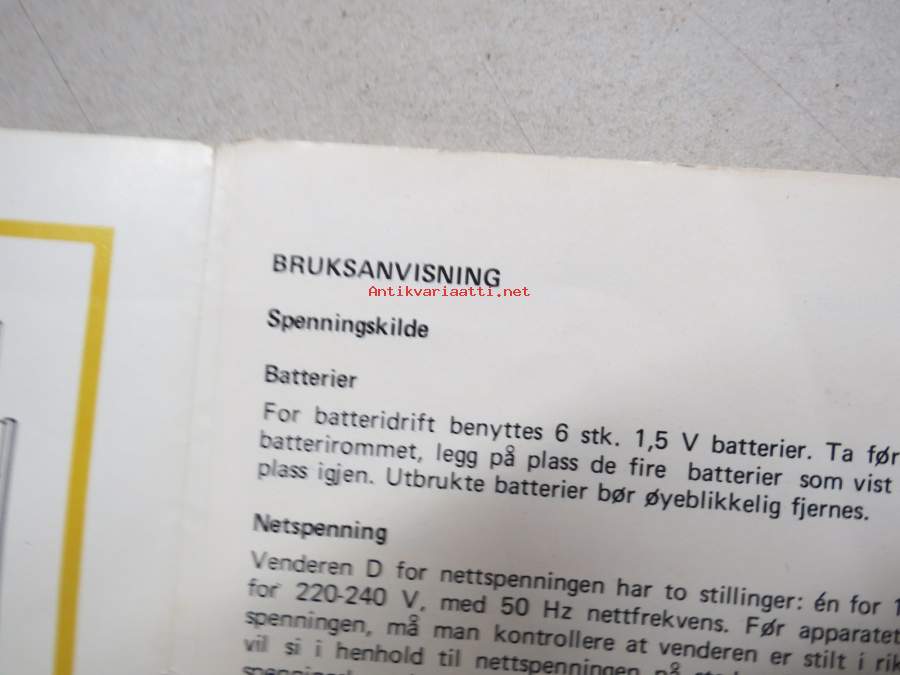 BRUKSANVISNING
Antikvariaatti.net
Spenningskilde
Batterier
For batteridrift benyttes 6 stk. 1,5 V batterier. Ta før
batterirommet, legg på plass de fire batterier som vist
plass igjen. Utbrukte batterier bør øyeblikkelig fjernes.
Netspenning
Venderen D for nettspenningen har to stillinger: én for 1
for 220-240 V, med 50 Hz nettfrekvens. Før apparatet
spenningen, må man kontrollere at venderen er stilt i rik
vil si i henhold til nettspenningen på